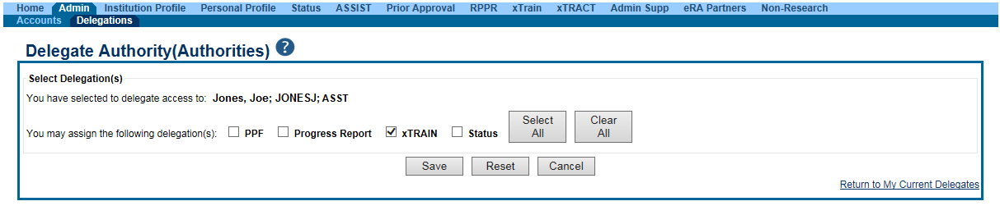 Home Admin Institution Profile Personal Profile Status ASSIST Prior Approval RPPR xTrain xTRACT Admin Supp eRA Partners Non-Research
Accounts Delegations
Delegate Authority(Authorities) ?
Select Delegation(s)
You have selected to delegate access to: Jones, Joe; JONESJ; ASST
You may assign the following delegation(s): PPF Progress Report xTRAIN Status Select All Clear All
Save Reset Cancel
Return to My Current Delegates